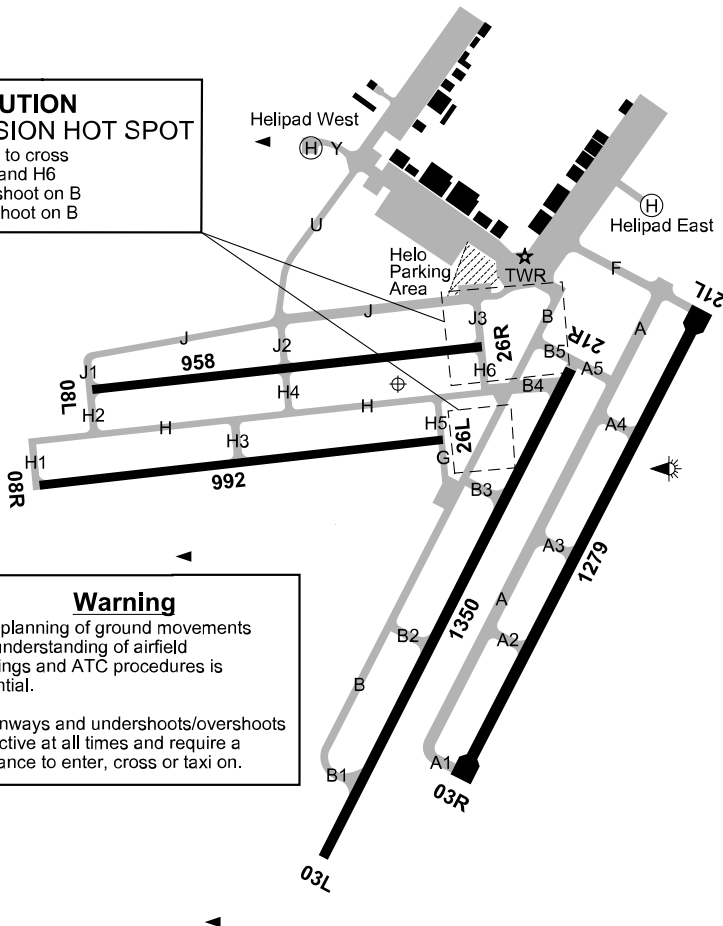 UTION
SION HOT SPOT
to cross
and H6
shoot on B
hoot on B
Helipad West
H
Y
U
H
Helipad East
Helo
Parking
Area
TWR
F
21L
A
B
J3
26R
21R
B5
A5
J
J
J2
958
J1
08L
H2
H4
H6
B4
A4
H
H
H5
26L
G
H3
H1
08R
992
B3
A3
1279
A
1350
A2
B2
B
B1
A1
03R
03L
Warning
planning of ground movements
understanding of airfield
ings and ATC procedures is
ntial.
nways and undershoots/overshoots
ctive at all times and require a
ance to enter, cross or taxi on.